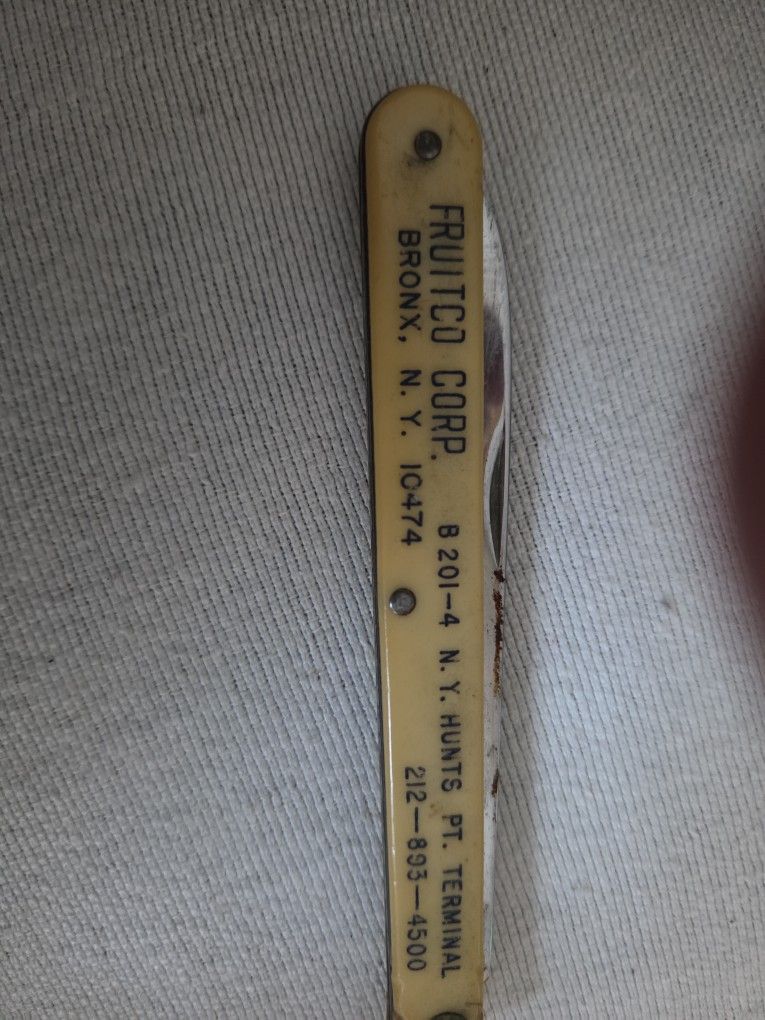 FRUITCO CORP. B 201-4 N.Y. HUNTS PT. TERMINAL
BRONX, N. Y. 10474 212-893-4500